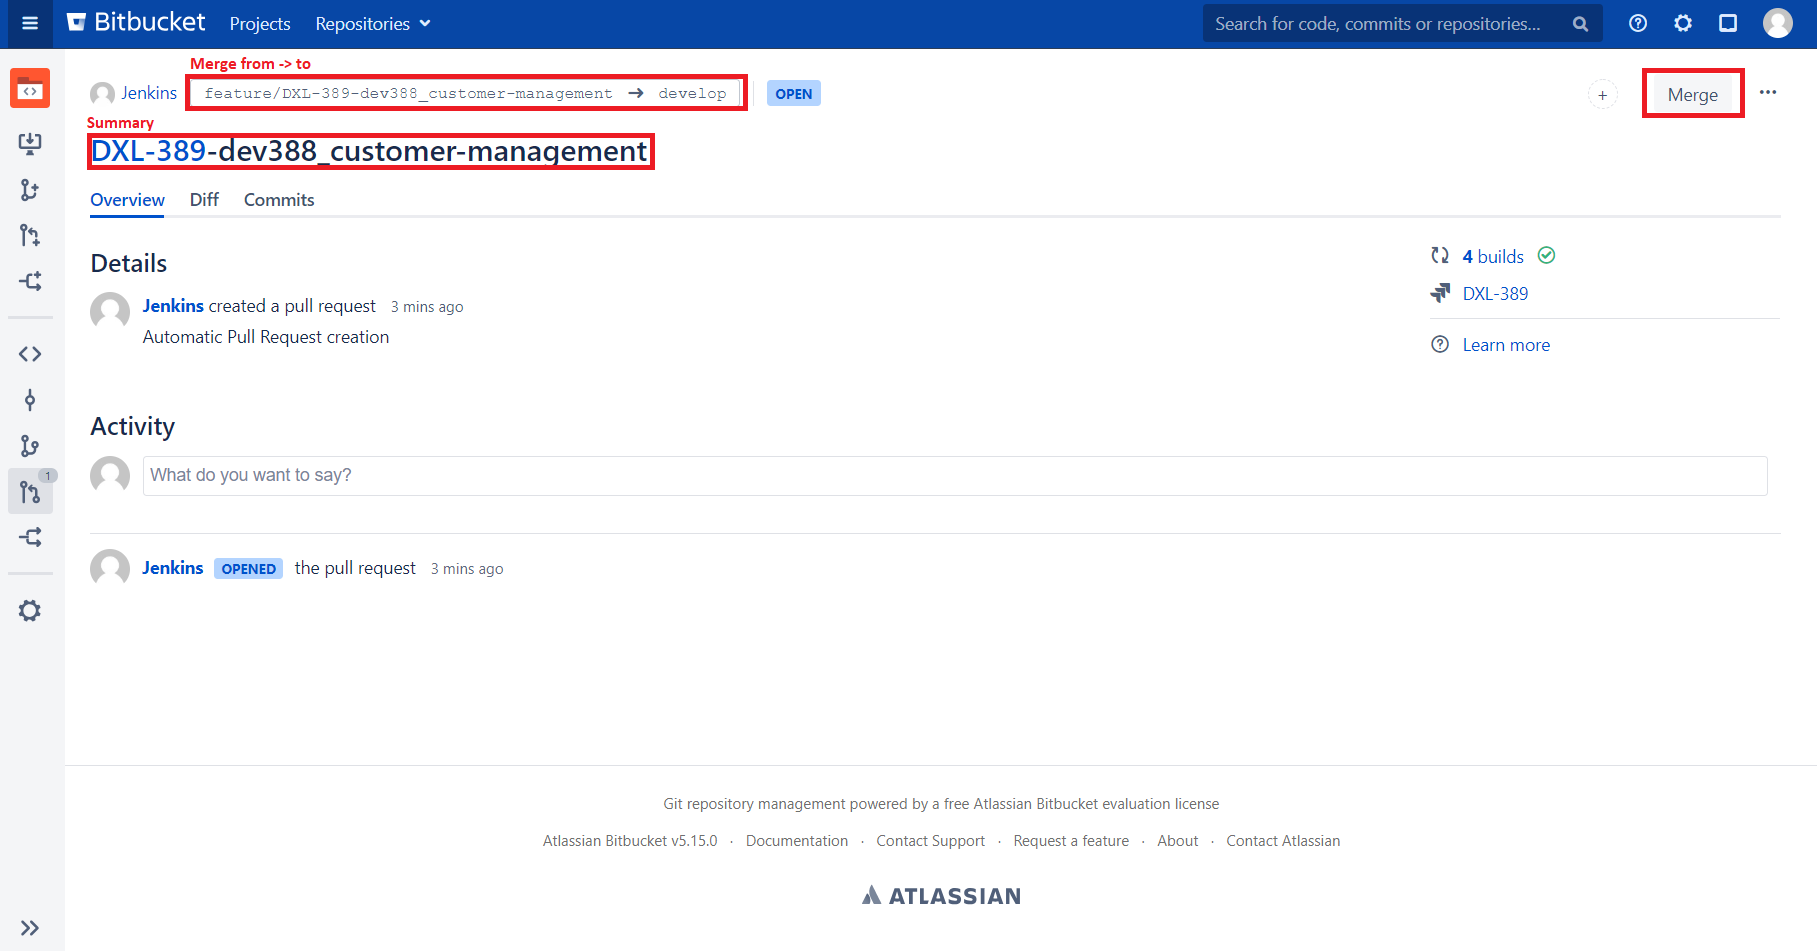 Bitbucket Projects Repositories Search for code, commits or repositories...
Merge from -> to
Jenkins feature/DXL-389-dev388_customer-management → develop OPEN + Merge
Summary
DXL-389-dev388_customer-management
Overview Diff Commits
Details
4 builds
Jenkins created a pull request 3 mins ago
DXL-389
Automatic Pull Request creation
Learn more
Activity
What do you want to say?
1
Jenkins OPENED the pull request 3 mins ago
Git repository management powered by a free Atlassian Bitbucket evaluation license
Atlassian Bitbucket v5.15.0 · Documentation · Contact Support · Request a feature · About · Contact Atlassian
ATLASSIAN